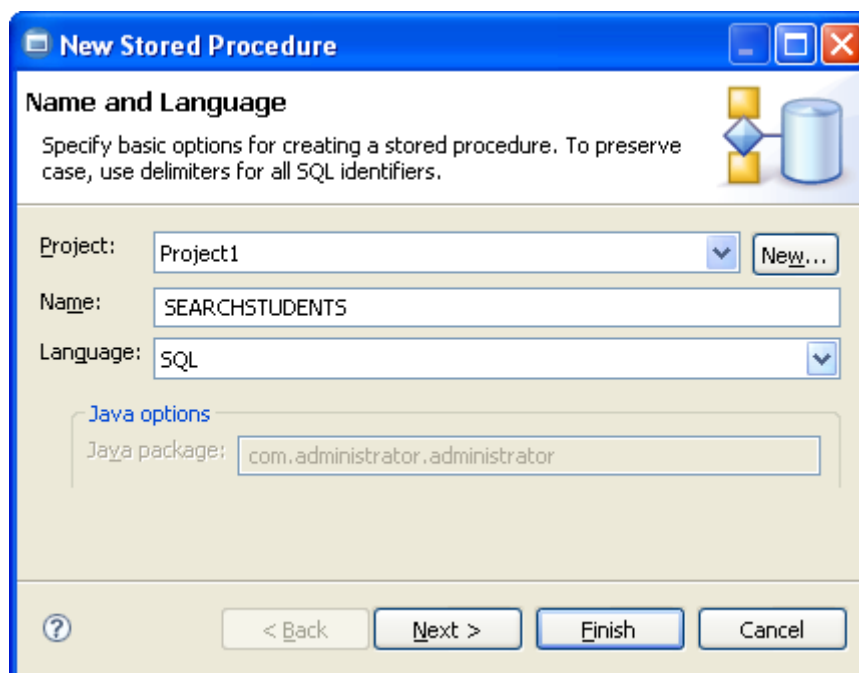 New Stored Procedure
Name and Language
Specify basic options for creating a stored procedure. To preserve
case, use delimiters for all SQL identifiers.
Project: Project1 New...
Name: SEARCHSTUDENTS
Language: SQL
Java options
Java package: com.administrator.administrator
? < Back Next > Finish Cancel